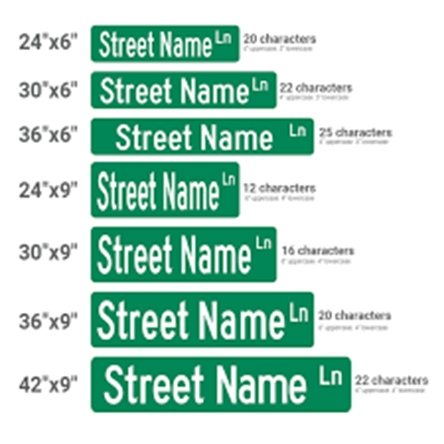 24"x6"
Street Name Ln
20 characters
30"x6"
Street Name Ln
22 characters
36"x6"
Street Name Ln
25 characters
24"x9"
Street Name Ln
12 characters
30"x9"
Street Name Ln
16 characters
36"x9"
Street Name Ln
20 characters
42"x9"
Street Name Ln
22 characters